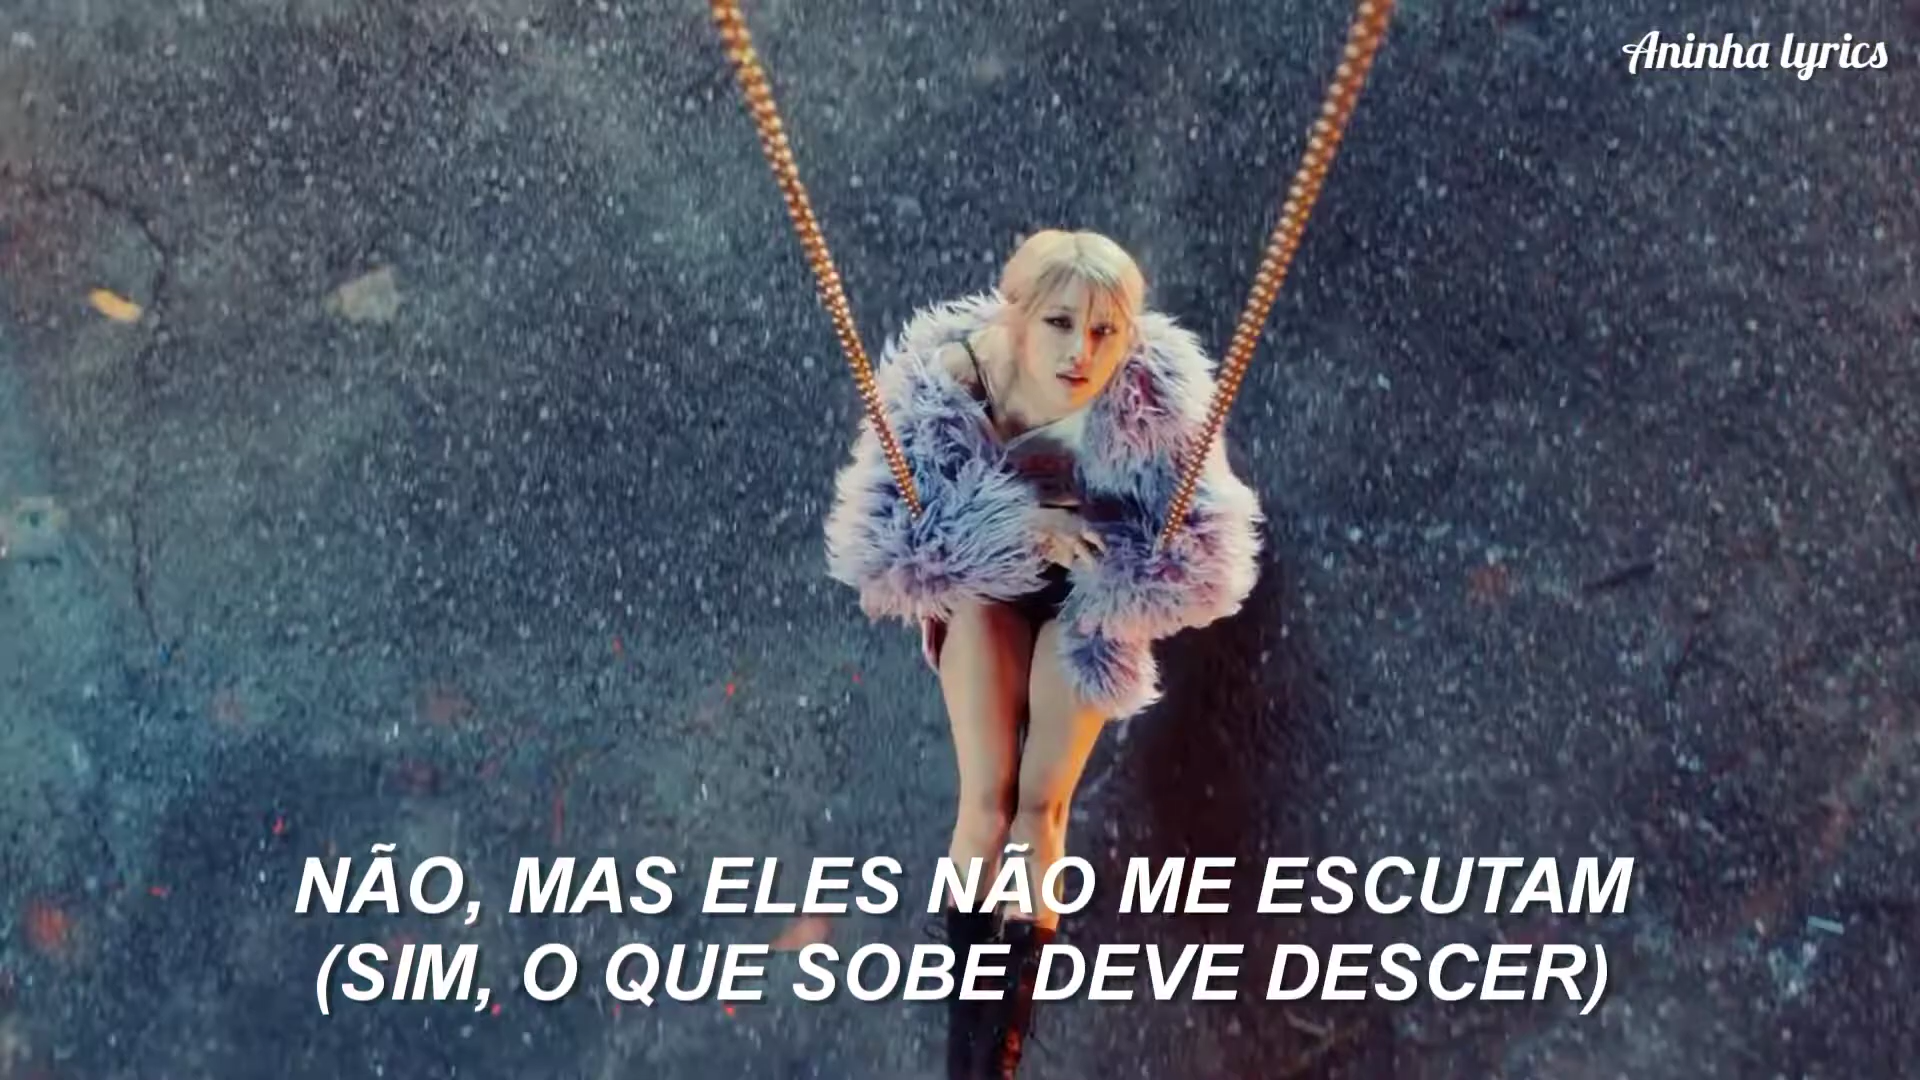 Aninha lyrics
NÃO, MAS ELES NÃO ME ESCUTAM
(SIM, O QUE SOBE DEVE DESCER)